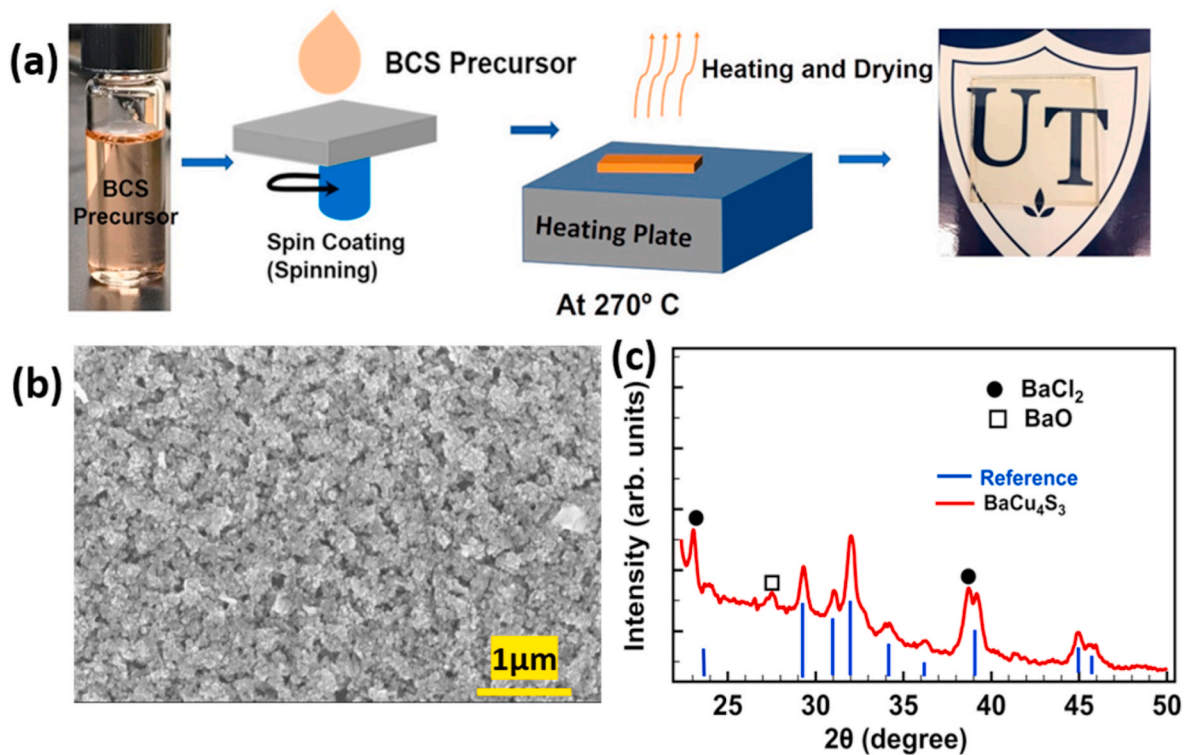 (a)
BCS
Precursor
BCS Precursor
Spin Coating
(Spinning)
Heating and Drying
Heating Plate
At 270º C
UT
(b)
1μm
(c)
Intensity (arb. units)
BaCl₂
BaO
Reference
BaCu₄S₃
25 30 35 40 45 50
2θ (degree)